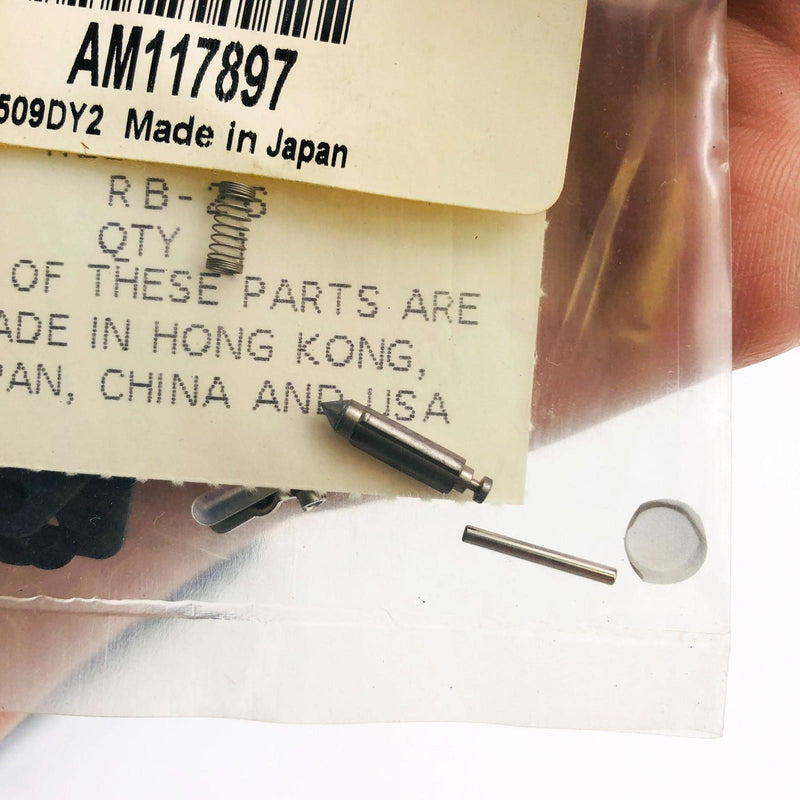 AM117897
509DY2 Made in Japan
RB-
QTY
OF THESE PARTS ARE
ADE IN HONG KONG,
PAN, CHINA AND USA